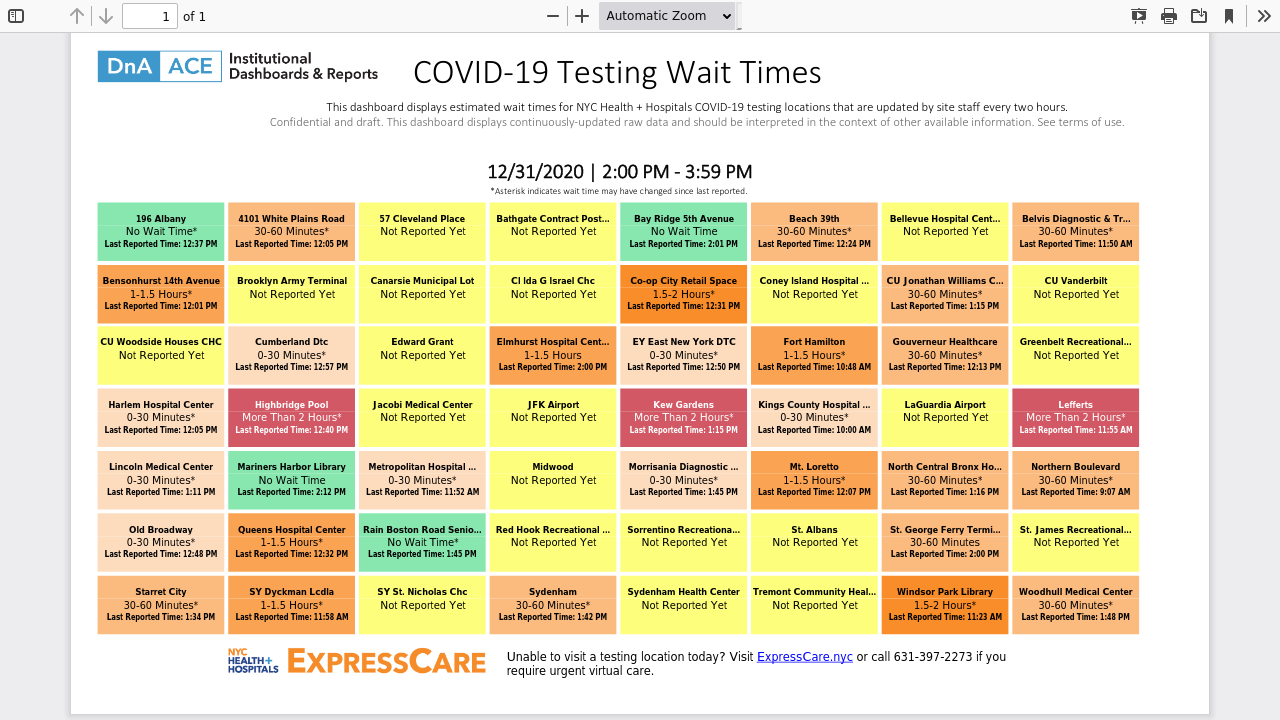 1 of 1
Automatic Zoom
DnA ACE Institutional
Dashboards & Reports
COVID-19 Testing Wait Times
This dashboard displays estimated wait times for NYC Health + Hospitals COVID-19 testing locations that are updated by site staff every two hours.
Confidential and draft. This dashboard displays continuously-updated raw data and should be interpreted in the context of other available information. See terms of use.
12/31/2020 | 2:00 PM - 3:59 PM
*Asterisk indicates wait time may have changed since last reported.
196 Albany
No Wait Time*
Last Reported Time: 12:37 PM
4101 White Plains Road
30-60 Minutes*
Last Reported Time: 12:05 PM
57 Cleveland Place
Not Reported Yet
Bathgate Contract Post...
Not Reported Yet
Bay Ridge 5th Avenue
No Wait Time
Last Reported Time: 2:01 PM
Beach 39th
30-60 Minutes*
Last Reported Time: 12:24 PM
Bellevue Hospital Cent...
Not Reported Yet
Belvis Diagnostic & Tr...
30-60 Minutes*
Last Reported Time: 11:50 AM
Bensonhurst 14th Avenue
1-1.5 Hours*
Last Reported Time: 12:01 PM
Brooklyn Army Terminal
Not Reported Yet
Canarsie Municipal Lot
Not Reported Yet
Cl Ida G Israel Chc
Not Reported Yet
Co-op City Retail Space
1.5-2 Hours*
Last Reported Time: 12:31 PM
Coney Island Hospital ...
Not Reported Yet
CU Jonathan Williams C...
30-60 Minutes*
Last Reported Time: 1:15 PM
CU Vanderbilt
Not Reported Yet
CU Woodside Houses CHC
Not Reported Yet
Cumberland Dtc
0-30 Minutes*
Last Reported Time: 12:57 PM
Edward Grant
Not Reported Yet
Elmhurst Hospital Cent...
1-1.5 Hours
Last Reported Time: 2:00 PM
EY East New York DTC
0-30 Minutes*
Last Reported Time: 12:50 PM
Fort Hamilton
1-1.5 Hours*
Last Reported Time: 10:48 AM
Gouverneur Healthcare
30-60 Minutes*
Last Reported Time: 12:13 PM
Greenbelt Recreational...
Not Reported Yet
Harlem Hospital Center
0-30 Minutes*
Last Reported Time: 12:05 PM
Highbridge Pool
More Than 2 Hours*
Last Reported Time: 12:40 PM
Jacobi Medical Center
Not Reported Yet
JFK Airport
Not Reported Yet
Kew Gardens
More Than 2 Hours*
Last Reported Time: 1:15 PM
Kings County Hospital ...
0-30 Minutes*
Last Reported Time: 10:00 AM
LaGuardia Airport
Not Reported Yet
Lefferts
More Than 2 Hours*
Last Reported Time: 11:55 AM
Lincoln Medical Center
0-30 Minutes*
Last Reported Time: 1:11 PM
Mariners Harbor Library
No Wait Time
Last Reported Time: 2:12 PM
Metropolitan Hospital ...
0-30 Minutes*
Last Reported Time: 11:52 AM
Midwood
Not Reported Yet
Morrisania Diagnostic ...
0-30 Minutes*
Last Reported Time: 1:45 PM
Mt. Loretto
1-1.5 Hours*
Last Reported Time: 12:07 PM
North Central Bronx Ho...
30-60 Minutes*
Last Reported Time: 1:16 PM
Northern Boulevard
30-60 Minutes*
Last Reported Time: 9:07 AM
Old Broadway
0-30 Minutes*
Last Reported Time: 12:48 PM
Queens Hospital Center
1-1.5 Hours*
Last Reported Time: 12:32 PM
Rain Boston Road Senio...
No Wait Time*
Last Reported Time: 1:45 PM
Red Hook Recreational ...
Not Reported Yet
Sorrentino Recreationa...
Not Reported Yet
St. Albans
Not Reported Yet
St. George Ferry Termi...
30-60 Minutes
Last Reported Time: 2:00 PM
St. James Recreational...
Not Reported Yet
Starret City
30-60 Minutes*
Last Reported Time: 1:34 PM
SY Dyckman Lcdla
1-1.5 Hours*
Last Reported Time: 11:58 AM
SY St. Nicholas Chc
Not Reported Yet
Sydenham
30-60 Minutes*
Last Reported Time: 1:42 PM
Sydenham Health Center
Not Reported Yet
Tremont Community Heal...
Not Reported Yet
Windsor Park Library
1.5-2 Hours*
Last Reported Time: 11:23 AM
Woodhull Medical Center
30-60 Minutes*
Last Reported Time: 1:48 PM
NYC
HEALTH+
HOSPITALS
EXPRESSCARE
Unable to visit a testing location today? Visit ExpressCare.nyc or call 631-397-2273 if you
require urgent virtual care.